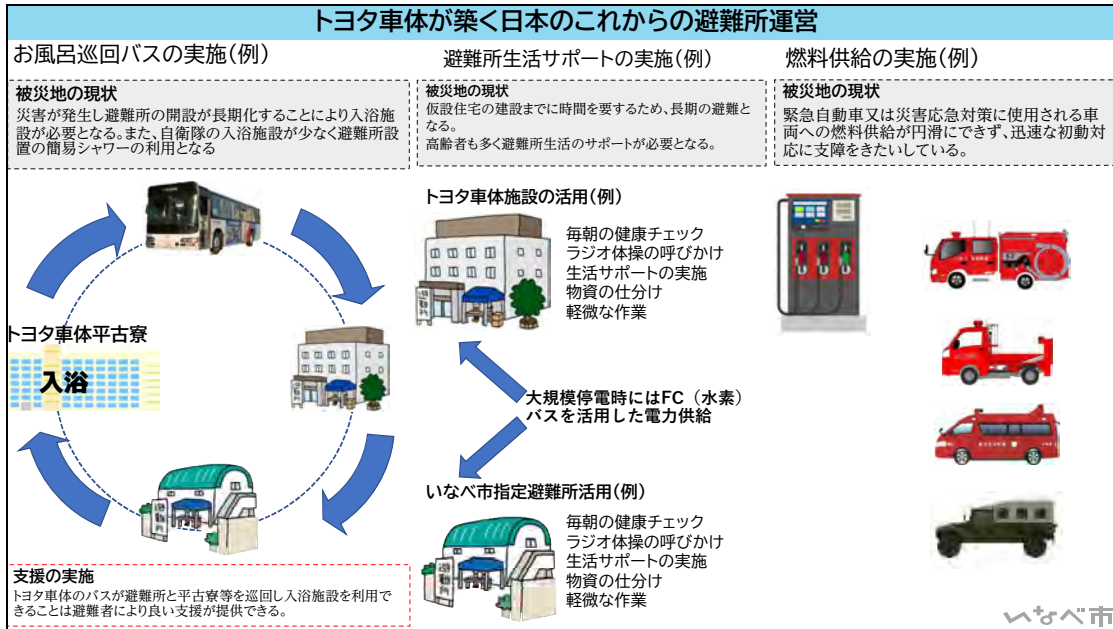 トヨタ車体が築く日本のこれからの避難所運営
お風呂巡回バスの実施(例)
被災地の現状
災害が発生し避難所の開設が長期化することにより入浴施
設が必要となる。また、自衛隊の入浴施設が少なく避難所設
置の簡易シャワーの利用となる
トヨタ車体平古寮
入浴
支援の実施
トヨタ車体のバスが避難所と平古寮等を巡回し入浴施設を利用で
きることは避難者により良い支援が提供できる。
避難所生活サポートの実施(例)
被災地の現状
仮設住宅の建設までに時間を要するため、長期の避難と
なる。
高齢者も多く避難所生活のサポートが必要となる。
トヨタ車体施設の活用(例)
毎朝の健康チェック
ラジオ体操の呼びかけ
生活サポートの実施
物資の仕分け
軽微な作業
大規模停電時にはFC(水素)
バスを活用した電力供給
いなべ市指定避難所活用(例)
毎朝の健康チェック
ラジオ体操の呼びかけ
生活サポートの実施
物資の仕分け
軽微な作業
燃料供給の実施(例)
被災地の現状
緊急自動車又は災害応急対策に使用される車
両への燃料供給が円滑にできず、迅速な初動対
応に支障をきたいしている。
いなべ市